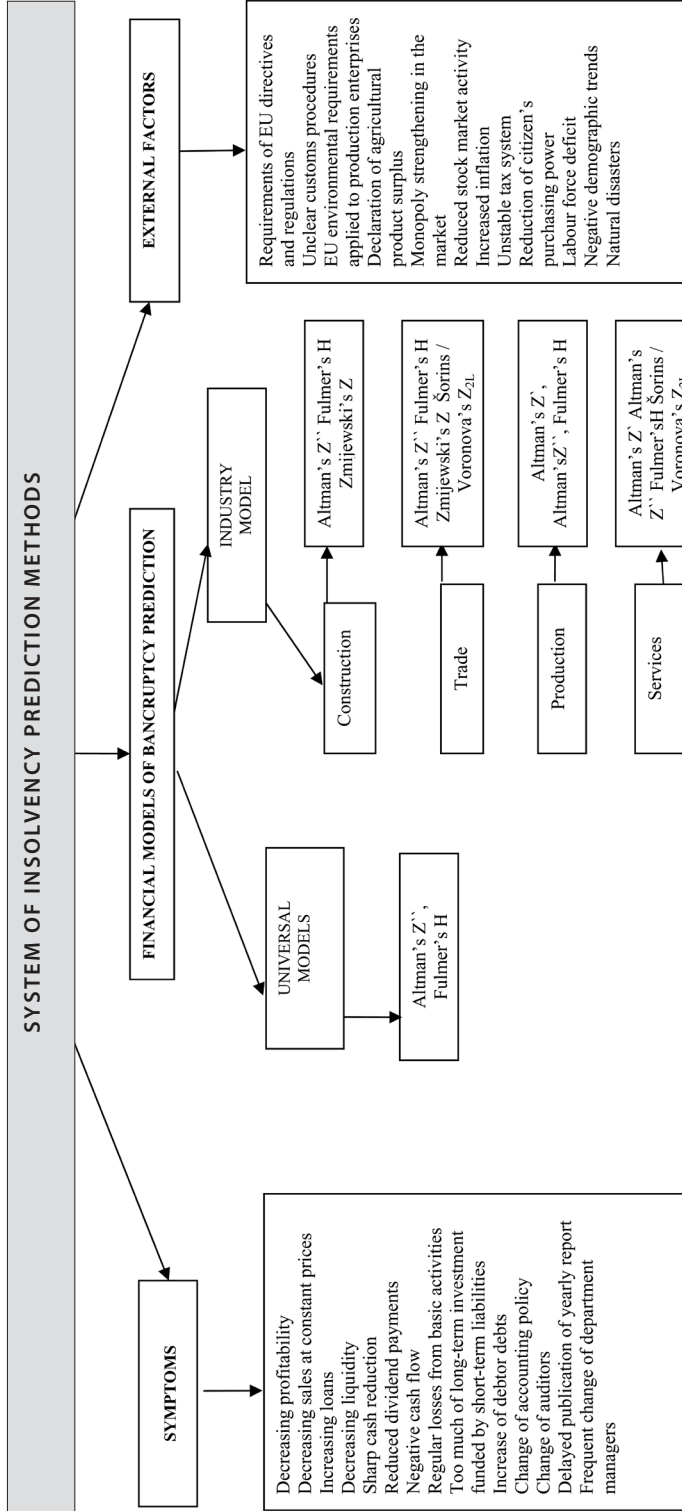 SYSTEM OF INSOLVENCY PREDICTION METHODS
SYMPTOMS
Decreasing profitability
Decreasing sales at constant prices
Increasing loans
Decreasing liquidity
Sharp cash reduction
Reduced dividend payments
Negative cash flow
Regular losses from basic activities
Too much of long-term investment
funded by short-term liabilities
Increase of debtor debts
Change of accounting policy
Change of auditors
Delayed publication of yearly report
Frequent change of department
managers
FINANCIAL MODELS OF BANCRUPTCY PREDICTION
UNIVERSAL
MODELS
Altman's Z``,
Fulmer's H
INDUSTRY
MODEL
Construction
Altman's Z`` Fulmer's H
Zmijewski's Z
Trade
Altman's Z`` Fulmer's H
Zmijewski's Z Šorins /
Voronova's Z2L
Production
Altman's Z`,
Altman'sZ``, Fulmer's H
Services
Altman's Z` Altman's
Z`` Fulmer'sH Šorins /
Voronova's
EXTERNAL FACTORS
Requirements of EU directives
and regulations
Unclear customs procedures
EU environmental requirements
applied to production enterprises
Declaration of agricultural
product surplus
Monopoly strengthening in the
market
Reduced stock market activity
Increased inflation
Unstable tax system
Reduction of citizen's
purchasing power
Labour force deficit
Negative demographic trends
Natural disasters